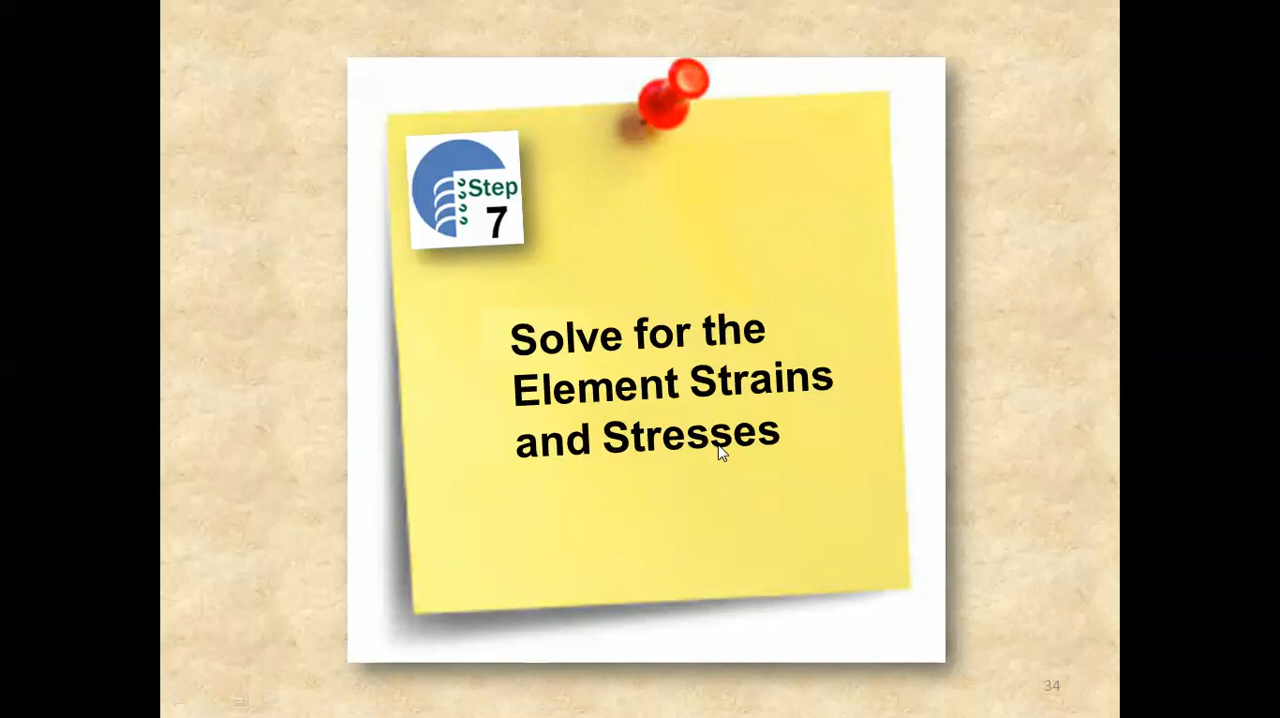 Step
7
Solve for the
Element Strains
and Stresses
34